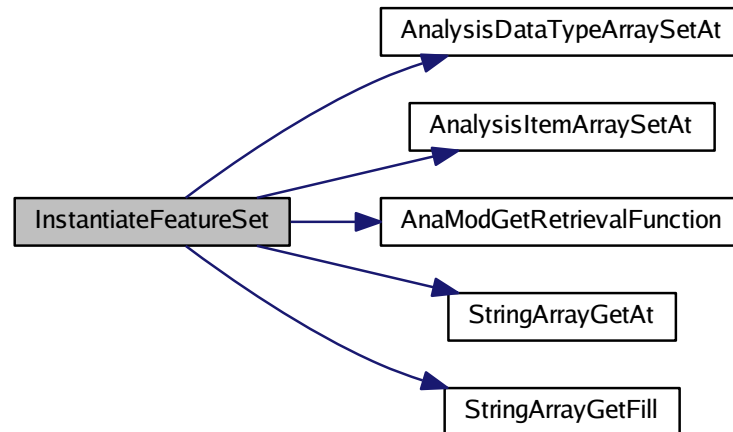 AnalysisDataTypeArraySetAt
AnalysisItemArraySetAt
InstantiateFeatureSet
AnaModGetRetrievalFunction
StringArrayGetAt
StringArrayGetFill